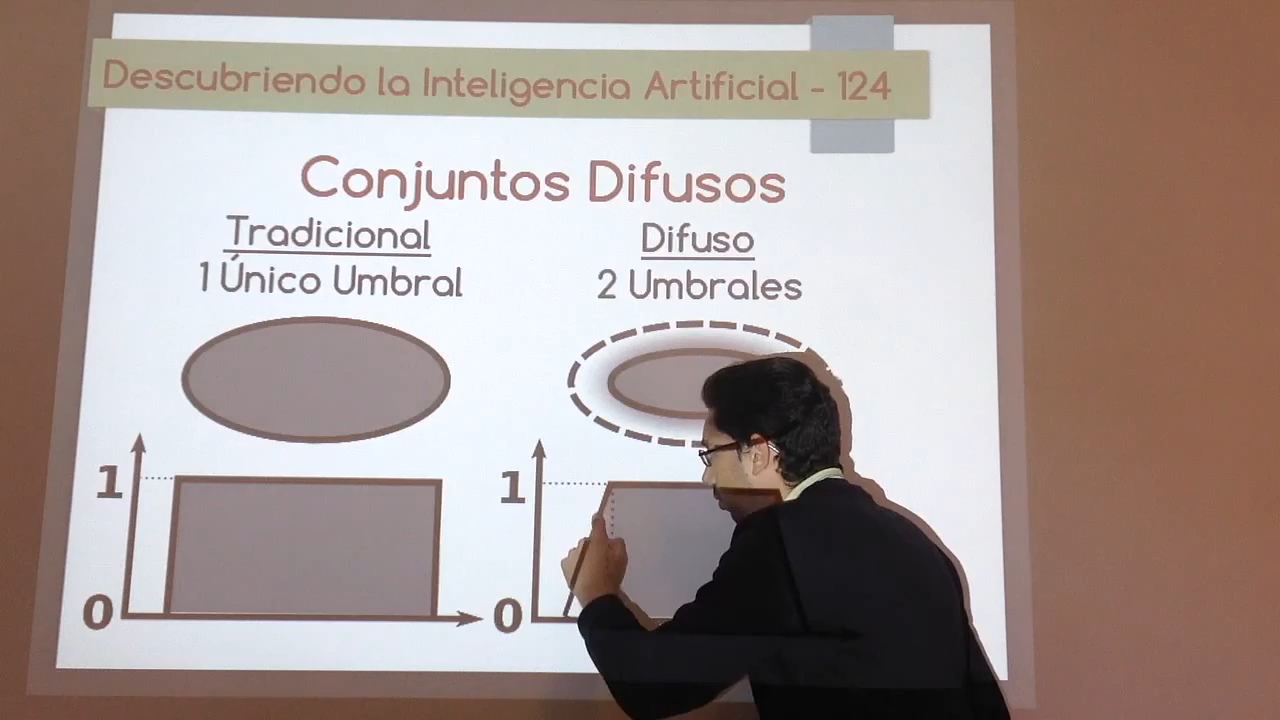 Descubriendo la Inteligencia Artificial - 124
Conjuntos Difusos
Tradicional
1 Único Umbral
Difuso
2 Umbrales
1
0
1
0